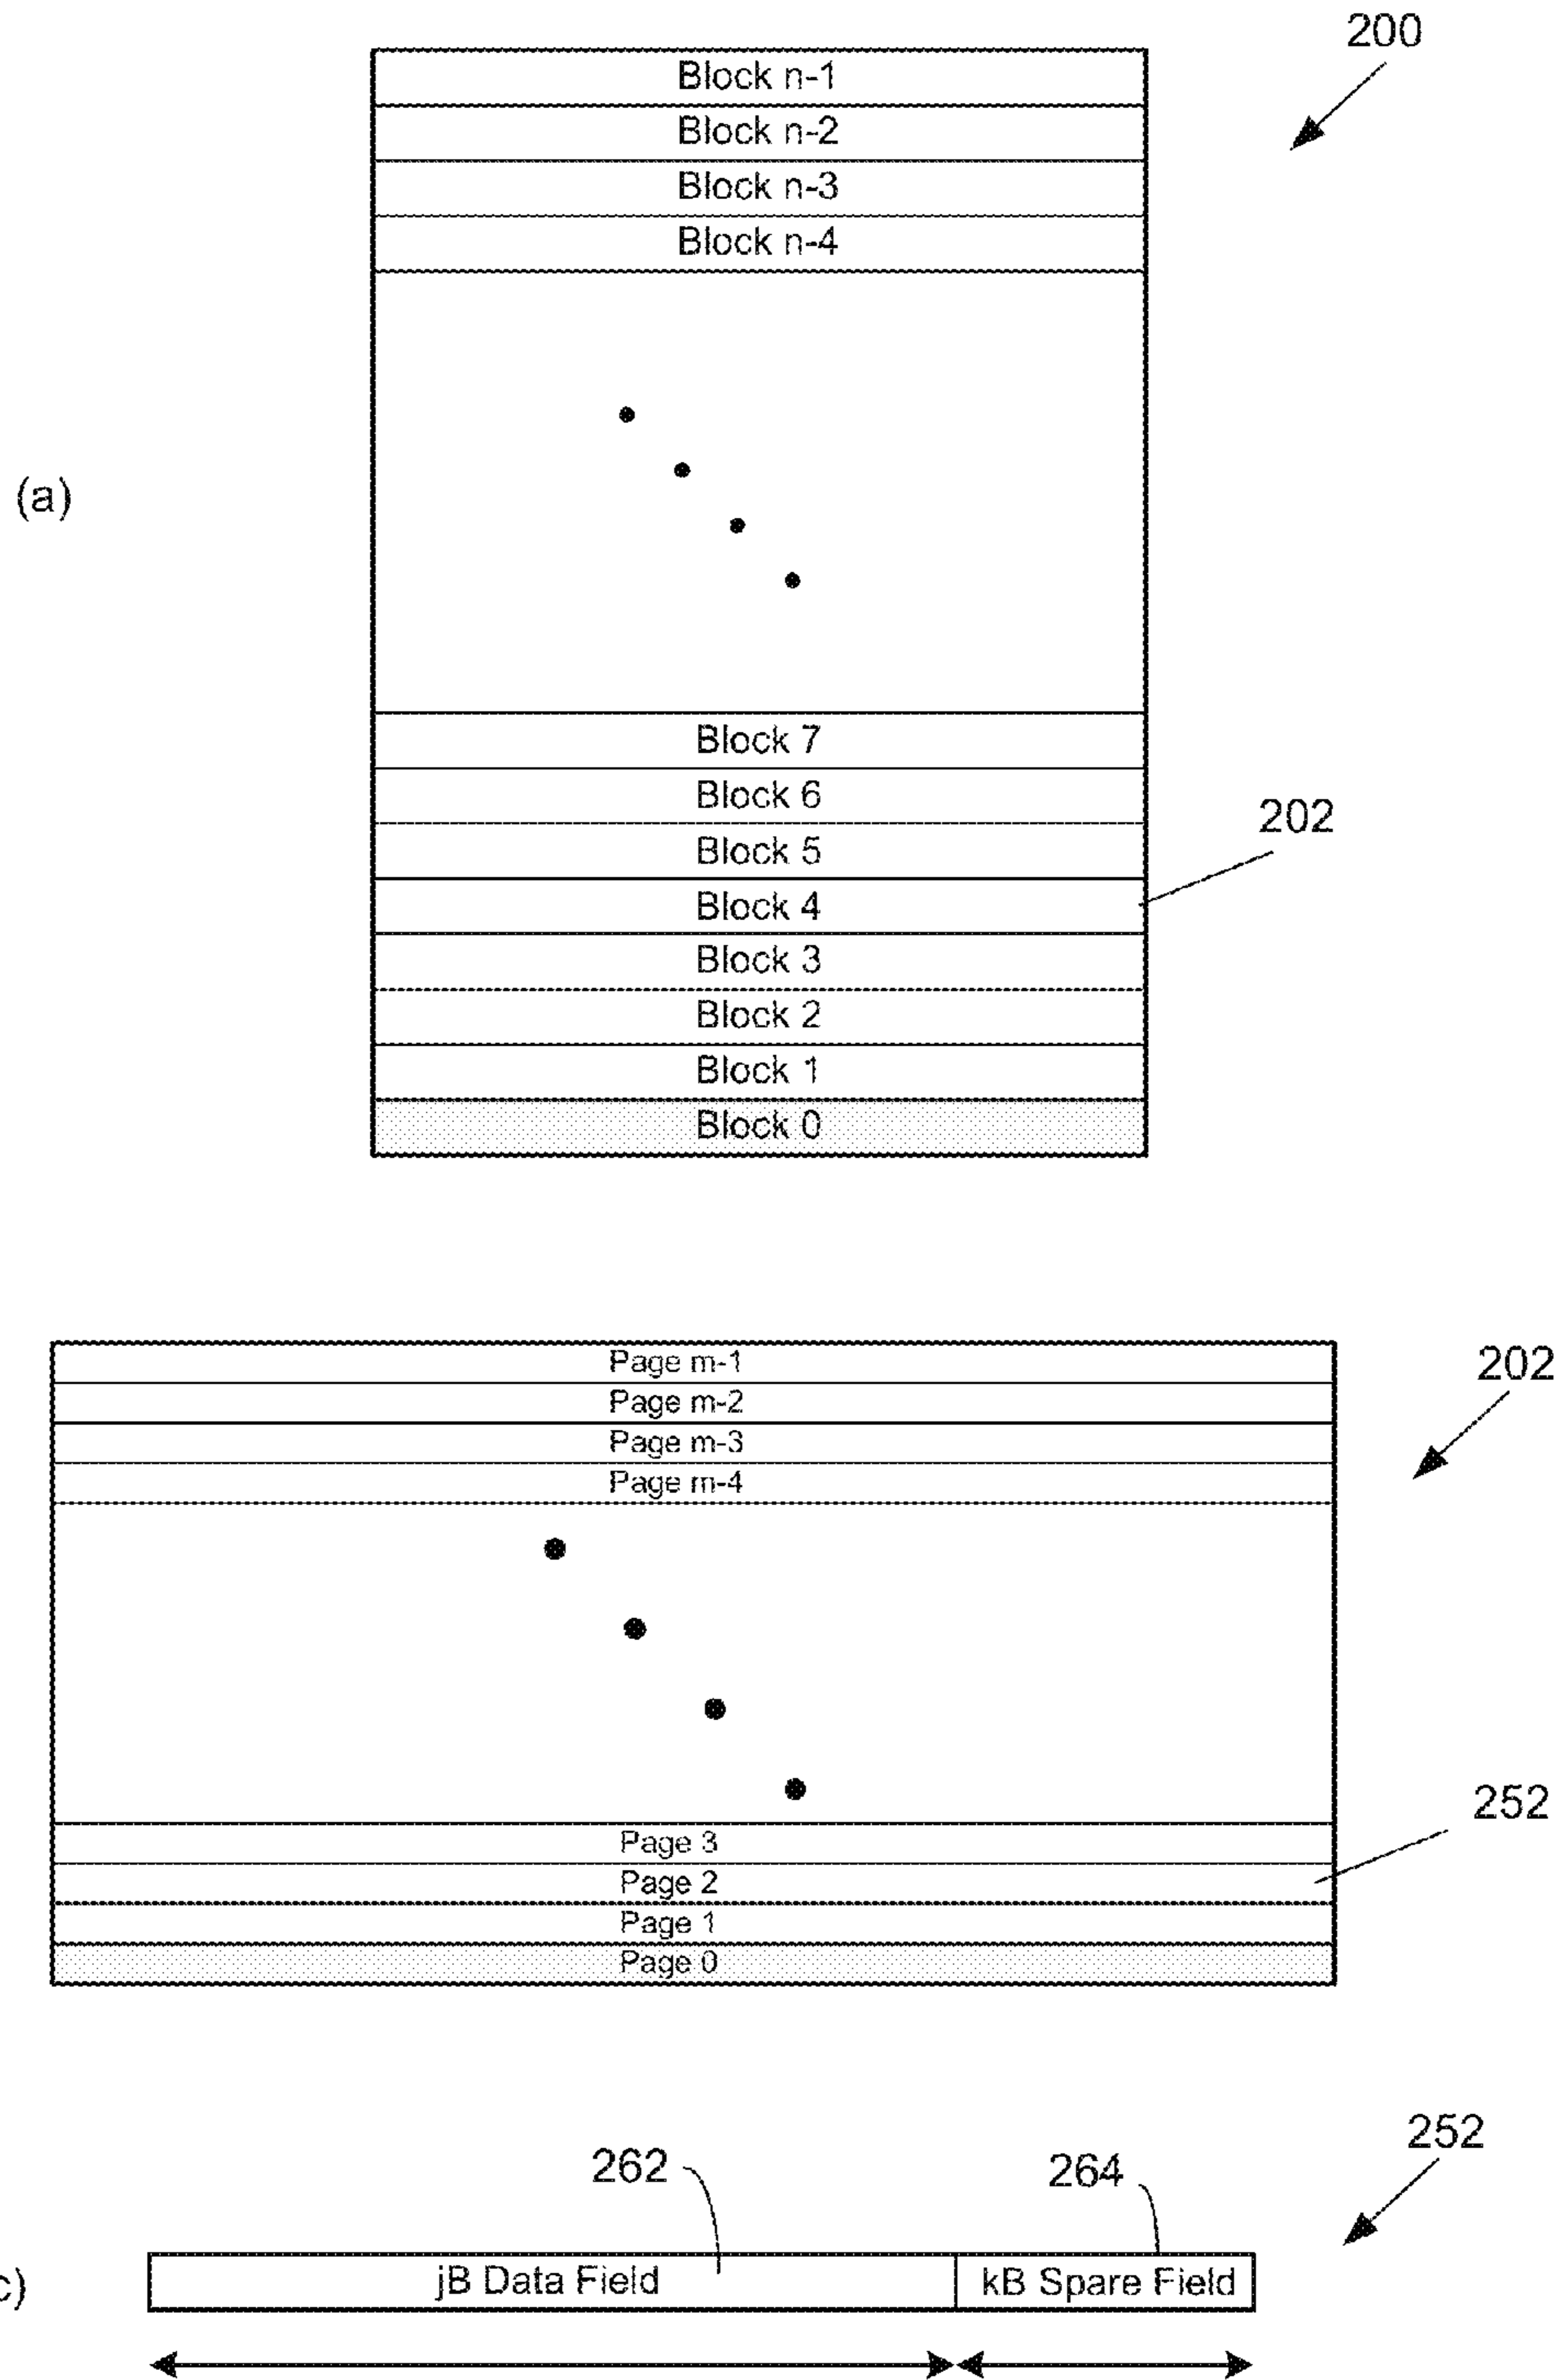 200
Block n-1
Block n-2
Block n-3
Block n-4
(a)
Block 7
Block 6
202
Block 5
Block 4
Block 3
Block 2
Block 1
Block 0
Page m-1
202
Page m-2
Page m-3
Page m-4
252
Page 3
Page 2
Page 1
Page 0
252
262
264
c)
jB Data Field
kB Spare Field